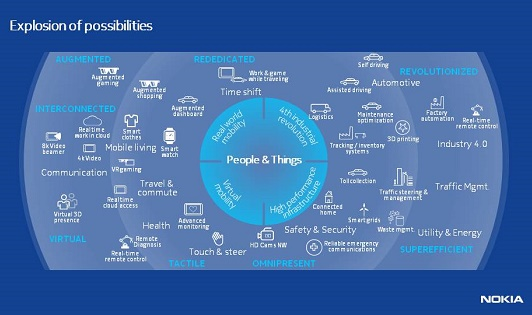 Explosion of possibilities
AUGMENTED
REDEDICATED
REVOLUTIONIZED
INTERCONNECTED
VIRTUAL
TACTILE
OMNIPRESENT
SUPEREFFICIENT
Augmented
gaming
Augmented
shopping
Augmented
dashboard
Work & game
while traveling
Time shift
Self driving
Assisted driving
Automotive
Logistics
Maintenance
optimization
Factory
automation
Real-time
remote control
Tracking / inventory
systems
3D printing
Industry 4.0
Realtime
work in cloud
Smart
clothes
Mobile living
Smart
watch
8k Video
beamer
4k Video
VR gaming
Communication
Travel &
commute
Virtual 3D
presence
Realtime
cloud access
Health
Advanced
monitoring
Remote
Diagnosis
Real-time
remote control
Touch & steer
HD Cams NW
Real world
mobility
4th industrial
revolution
People & Things
Virtual
mobility
High performance
infrastructure
Tollcollection
Traffic steering &
management
Traffic Mgmt.
Connected
home
Smart grids
Waste mgmt.
Utility & Energy
Safety & Security
Reliable emergency
communications
NOKIA